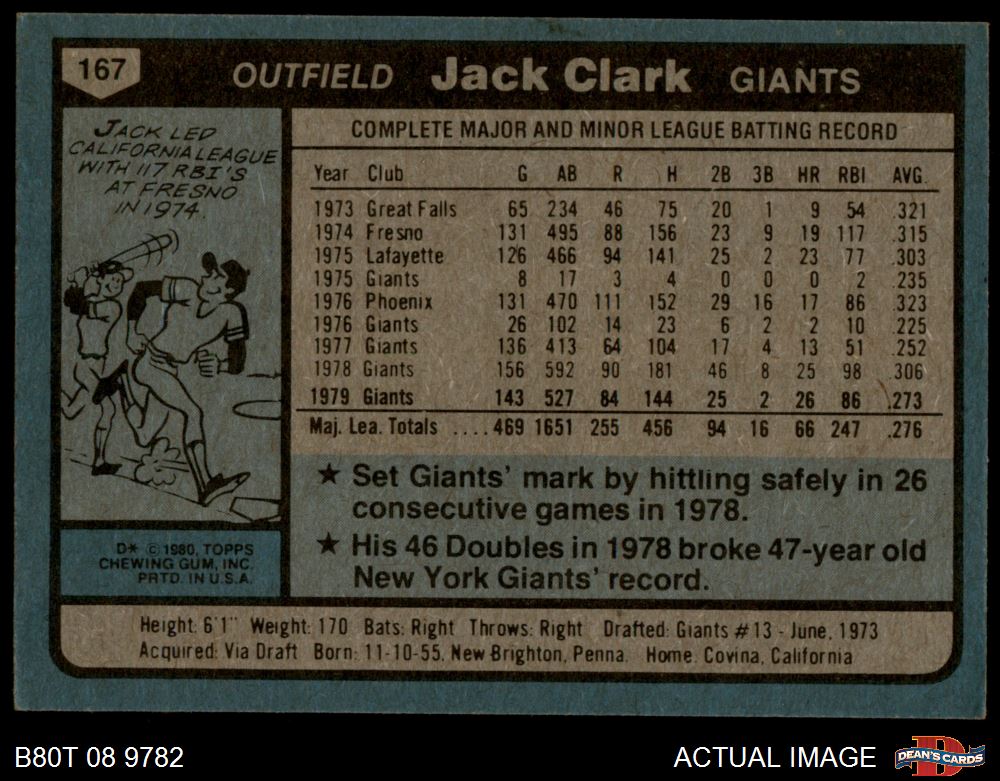 167
OUTFIELD Jack Clark GIANTS
JACK LED
CALIFORNIA LEAGUE
WITH 117 RBI'S
AT FRESNO
IN 1974.
COMPLETE MAJOR AND MINOR LEAGUE BATTING RECORD
Year Club G AB R H 2B 3B HR RBI AVG.
1973 Great Falls 65 234 46 75 20 1 9 54 .321
1974 Fresno 131 495 88 156 23 9 19 117 .315
1975 Lafayette 126 466 94 141 25 2 23 77 .303
1975 Giants 8 17 3 4 0 0 0 2 .235
1976 Phoenix 131 470 111 152 29 16 17 86 .323
1976 Giants 26 102 14 23 6 2 2 10 .225
1977 Giants 136 413 64 104 17 4 13 51 .252
1978 Giants 156 592 90 181 46 8 25 98 .306
1979 Giants 143 527 84 144 25 2 26 86 .273
Maj. Lea. Totals ....469 1651 255 456 94 16 66 247 .276
★ Set Giants' mark by hittling safely in 26
consecutive games in 1978.
★ His 46 Doubles in 1978 broke 47-year old
New York Giants' record.
D* © 1980, TOPPS
CHEWING GUM, INC.
PRTD. IN U.S.A.
Height: 6'1" Weight: 170 Bats: Right Throws: Right Drafted: Giants #13 - June, 1973
Acquired: Via Draft Born: 11-10-55, New Brighton, Penna. Home: Covina, California
B80T 08 9782
ACTUAL IMAGE
D
DEAN'S CARDS